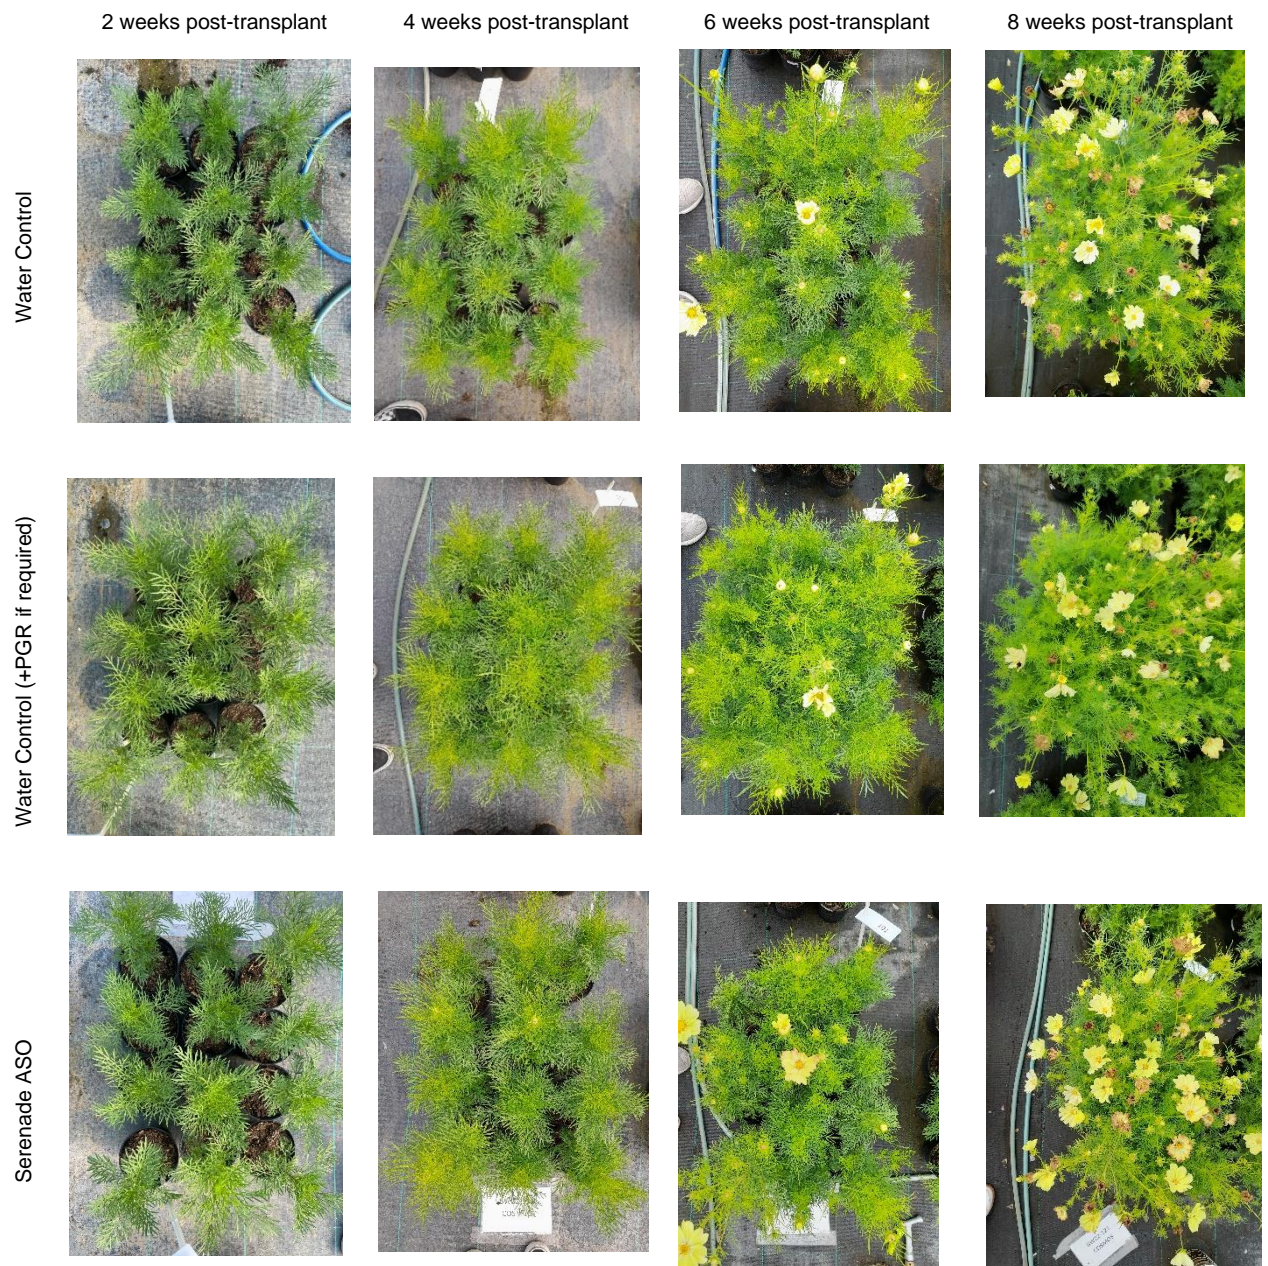 2 weeks post-transplant
4 weeks post-transplant
6 weeks post-transplant
8 weeks post-transplant
Water Control
Water Control (+PGR if required)
Serenade ASO